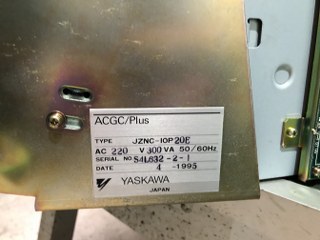 ACGC/Plus
TYPE JZNC-IOP20E
AC 220 V 300 VA 50/60Hz
SERIAL NO S4L632-2-1
DATE 4 -1995
YASKAWA
JAPAN